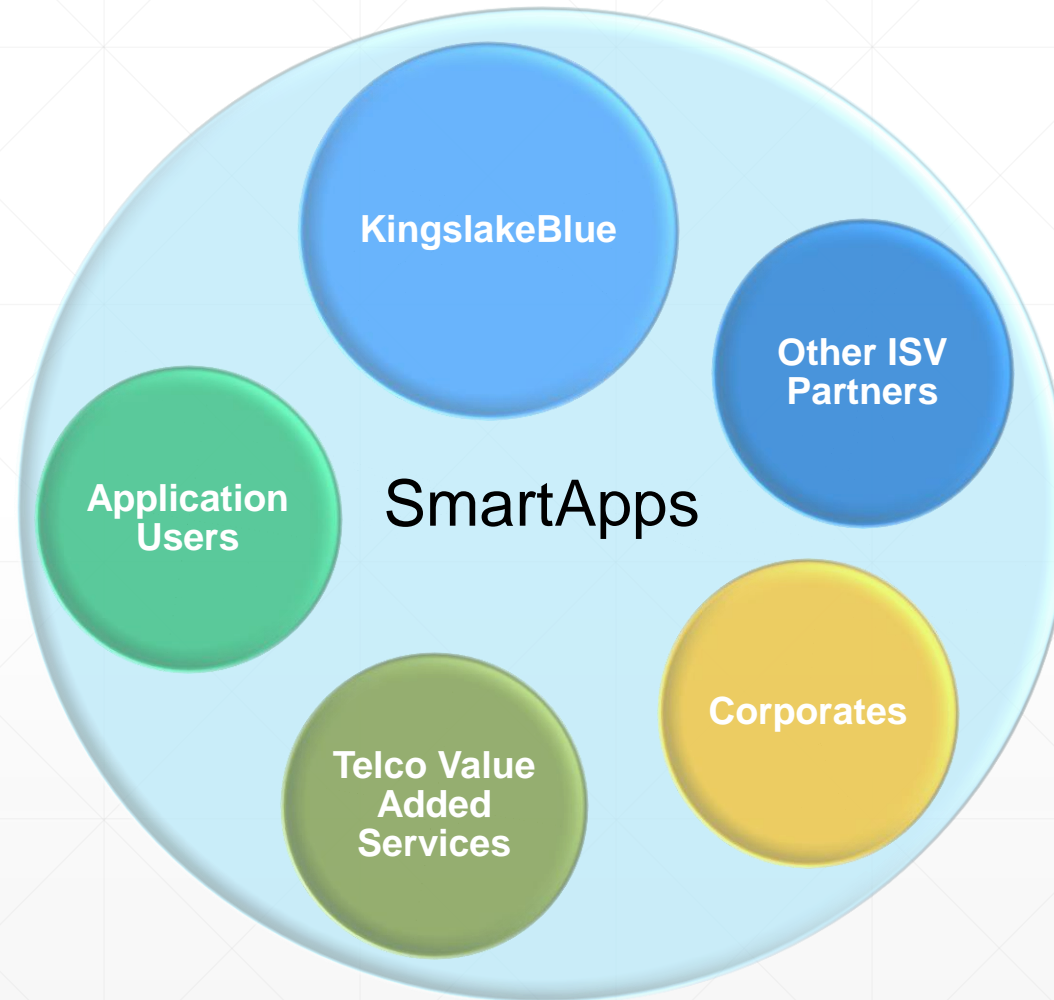 KingslakeBlue
Other ISV
Partners
SmartApps
Application
Users
Corporates
Telco Value
Added
Services